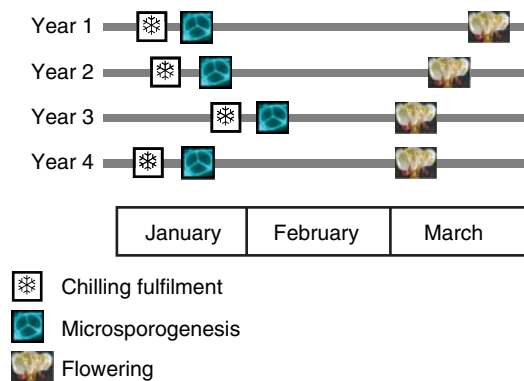 Year 1
Year 2
Year 3
Year 4
January February March
Chilling fulfilment
Microsporogenesis
Flowering